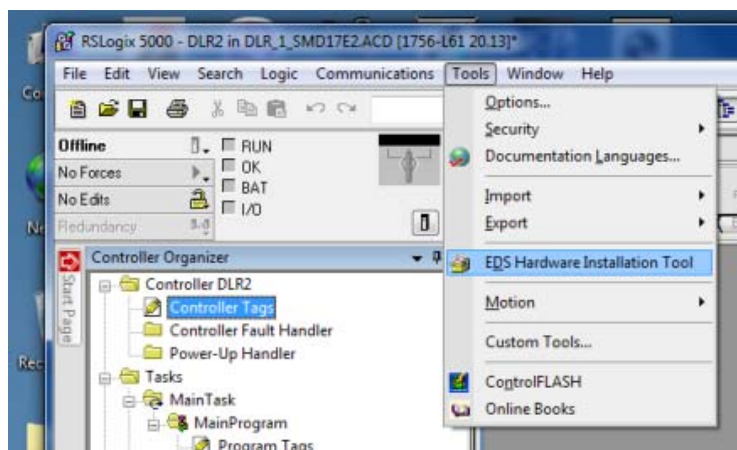 RSLogix 5000 - DLR2 in DLR_1_SMD17E2.ACD [1756-L61 20.13]*
File Edit View Search Logic Communications Tools Window Help
Offline
RUN
No Forces
OK
No Edits
BAT
Redundancy
I/O
Options...
Security
Documentation Languages...
Import
Export
EDS Hardware Installation Tool
Motion
Custom Tools...
ControlFLASH
Online Books
Start Page
Controller Organizer
Controller DLR2
Controller Tags
Controller Fault Handler
Power-Up Handler
Tasks
MainTask
MainProgram
Program Tags